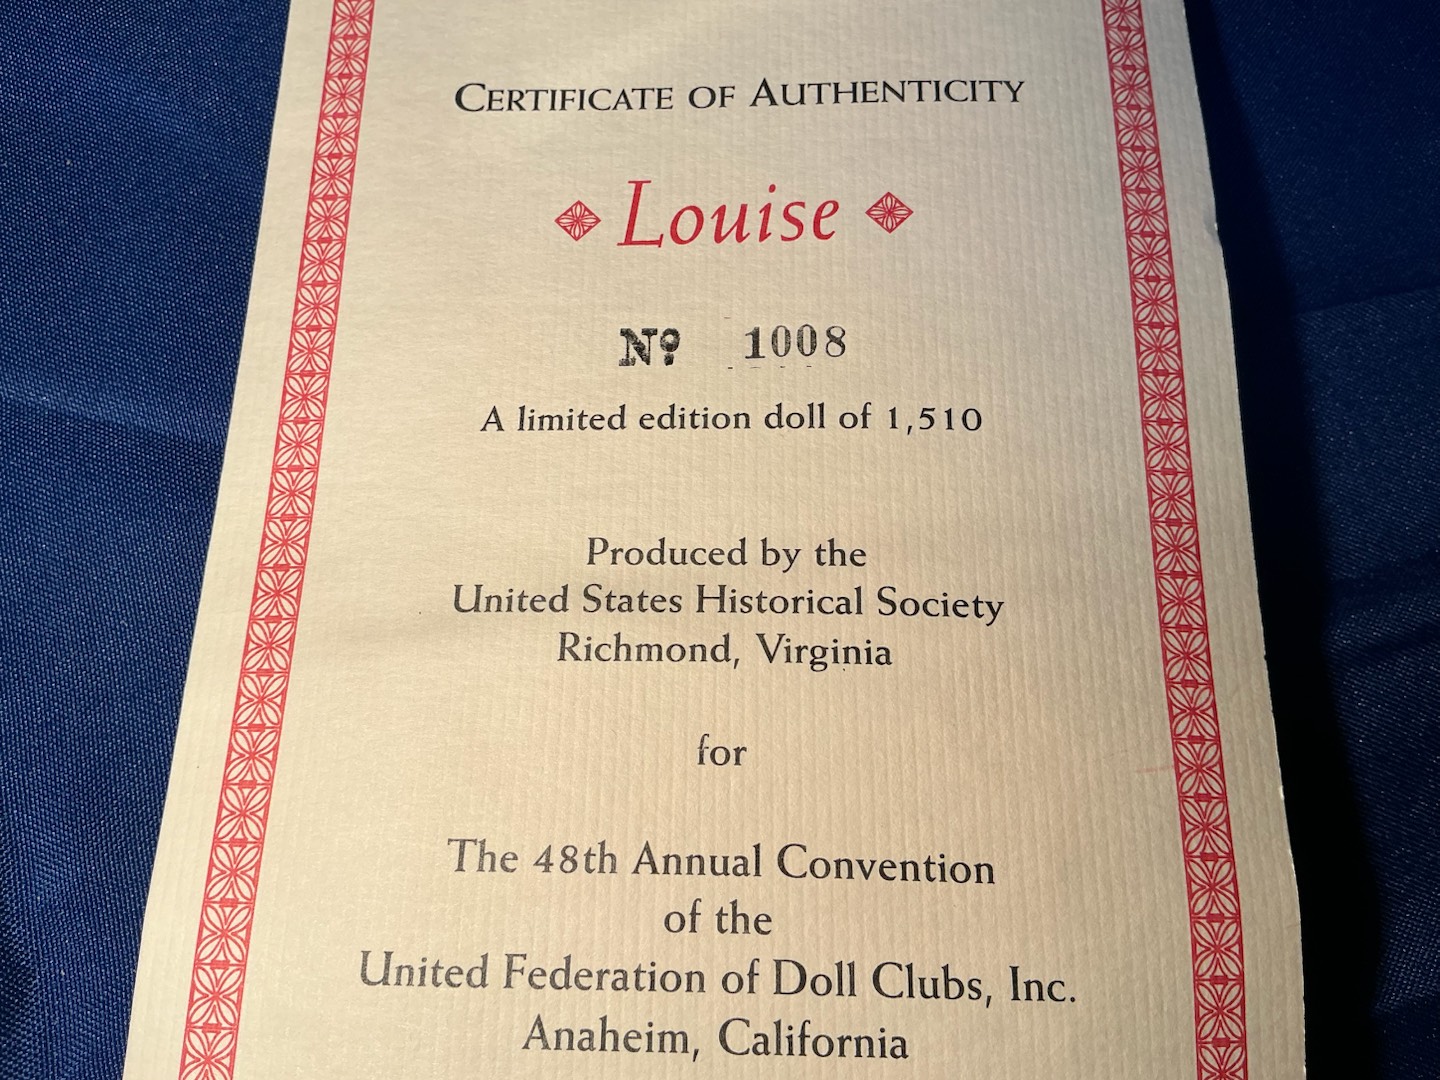 Certificate of Authenticity
Louise
Nº 1008
A limited edition doll of 1,510
Produced by the
United States Historical Society
Richmond, Virginia
for
The 48th Annual Convention
of the
United Federation of Doll Clubs, Inc.
Anaheim, California